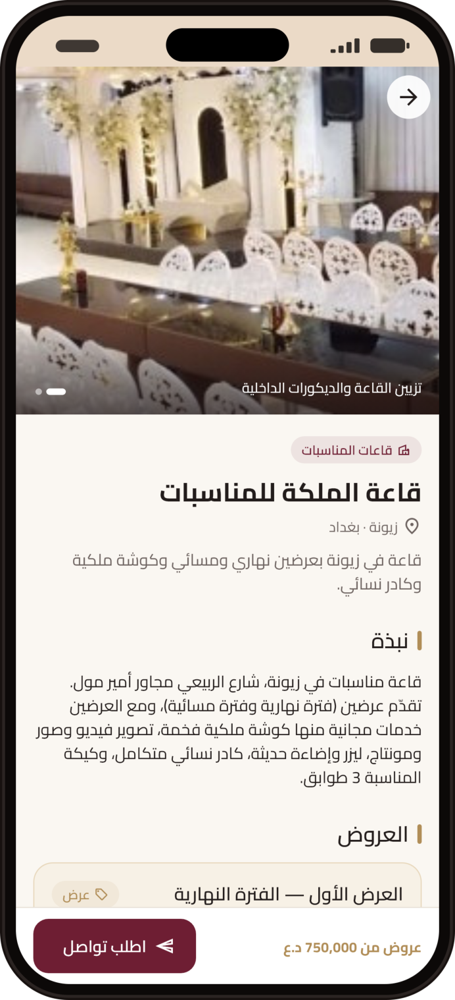 تزيين القاعة والديكورات الداخلية
قاعات المناسبات
قاعة الملكة للمناسبات
زيونة · بغداد
قاعة في زيونة بعرضين نهاري ومسائي وكوشة ملكية
وكادر نسائي.
نبذة
قاعة مناسبات في زيونة، شارع الربيعي مجاور أمير مول.
تقدّم عرضين (فترة نهارية وفترة مسائية)، ومع العرضين
خدمات مجانية منها كوشة ملكية فخمة، تصوير فيديو وصور
ومونتاج، ليزر وإضاءة حديثة، كادر نسائي متكامل، وكيكة
المناسبة 3 طوابق.
العروض
العرض الأول — الفترة النهارية
عرض
عروض من 750,000 د.ع
اطلب تواصل